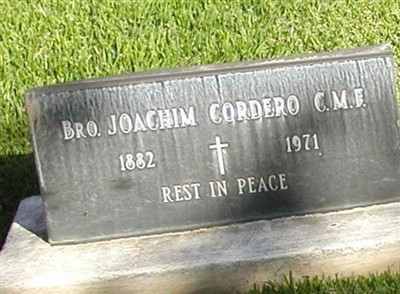 BRO. JOACHIM CORDERO C.M.F.
1882 1971
REST IN PEACE